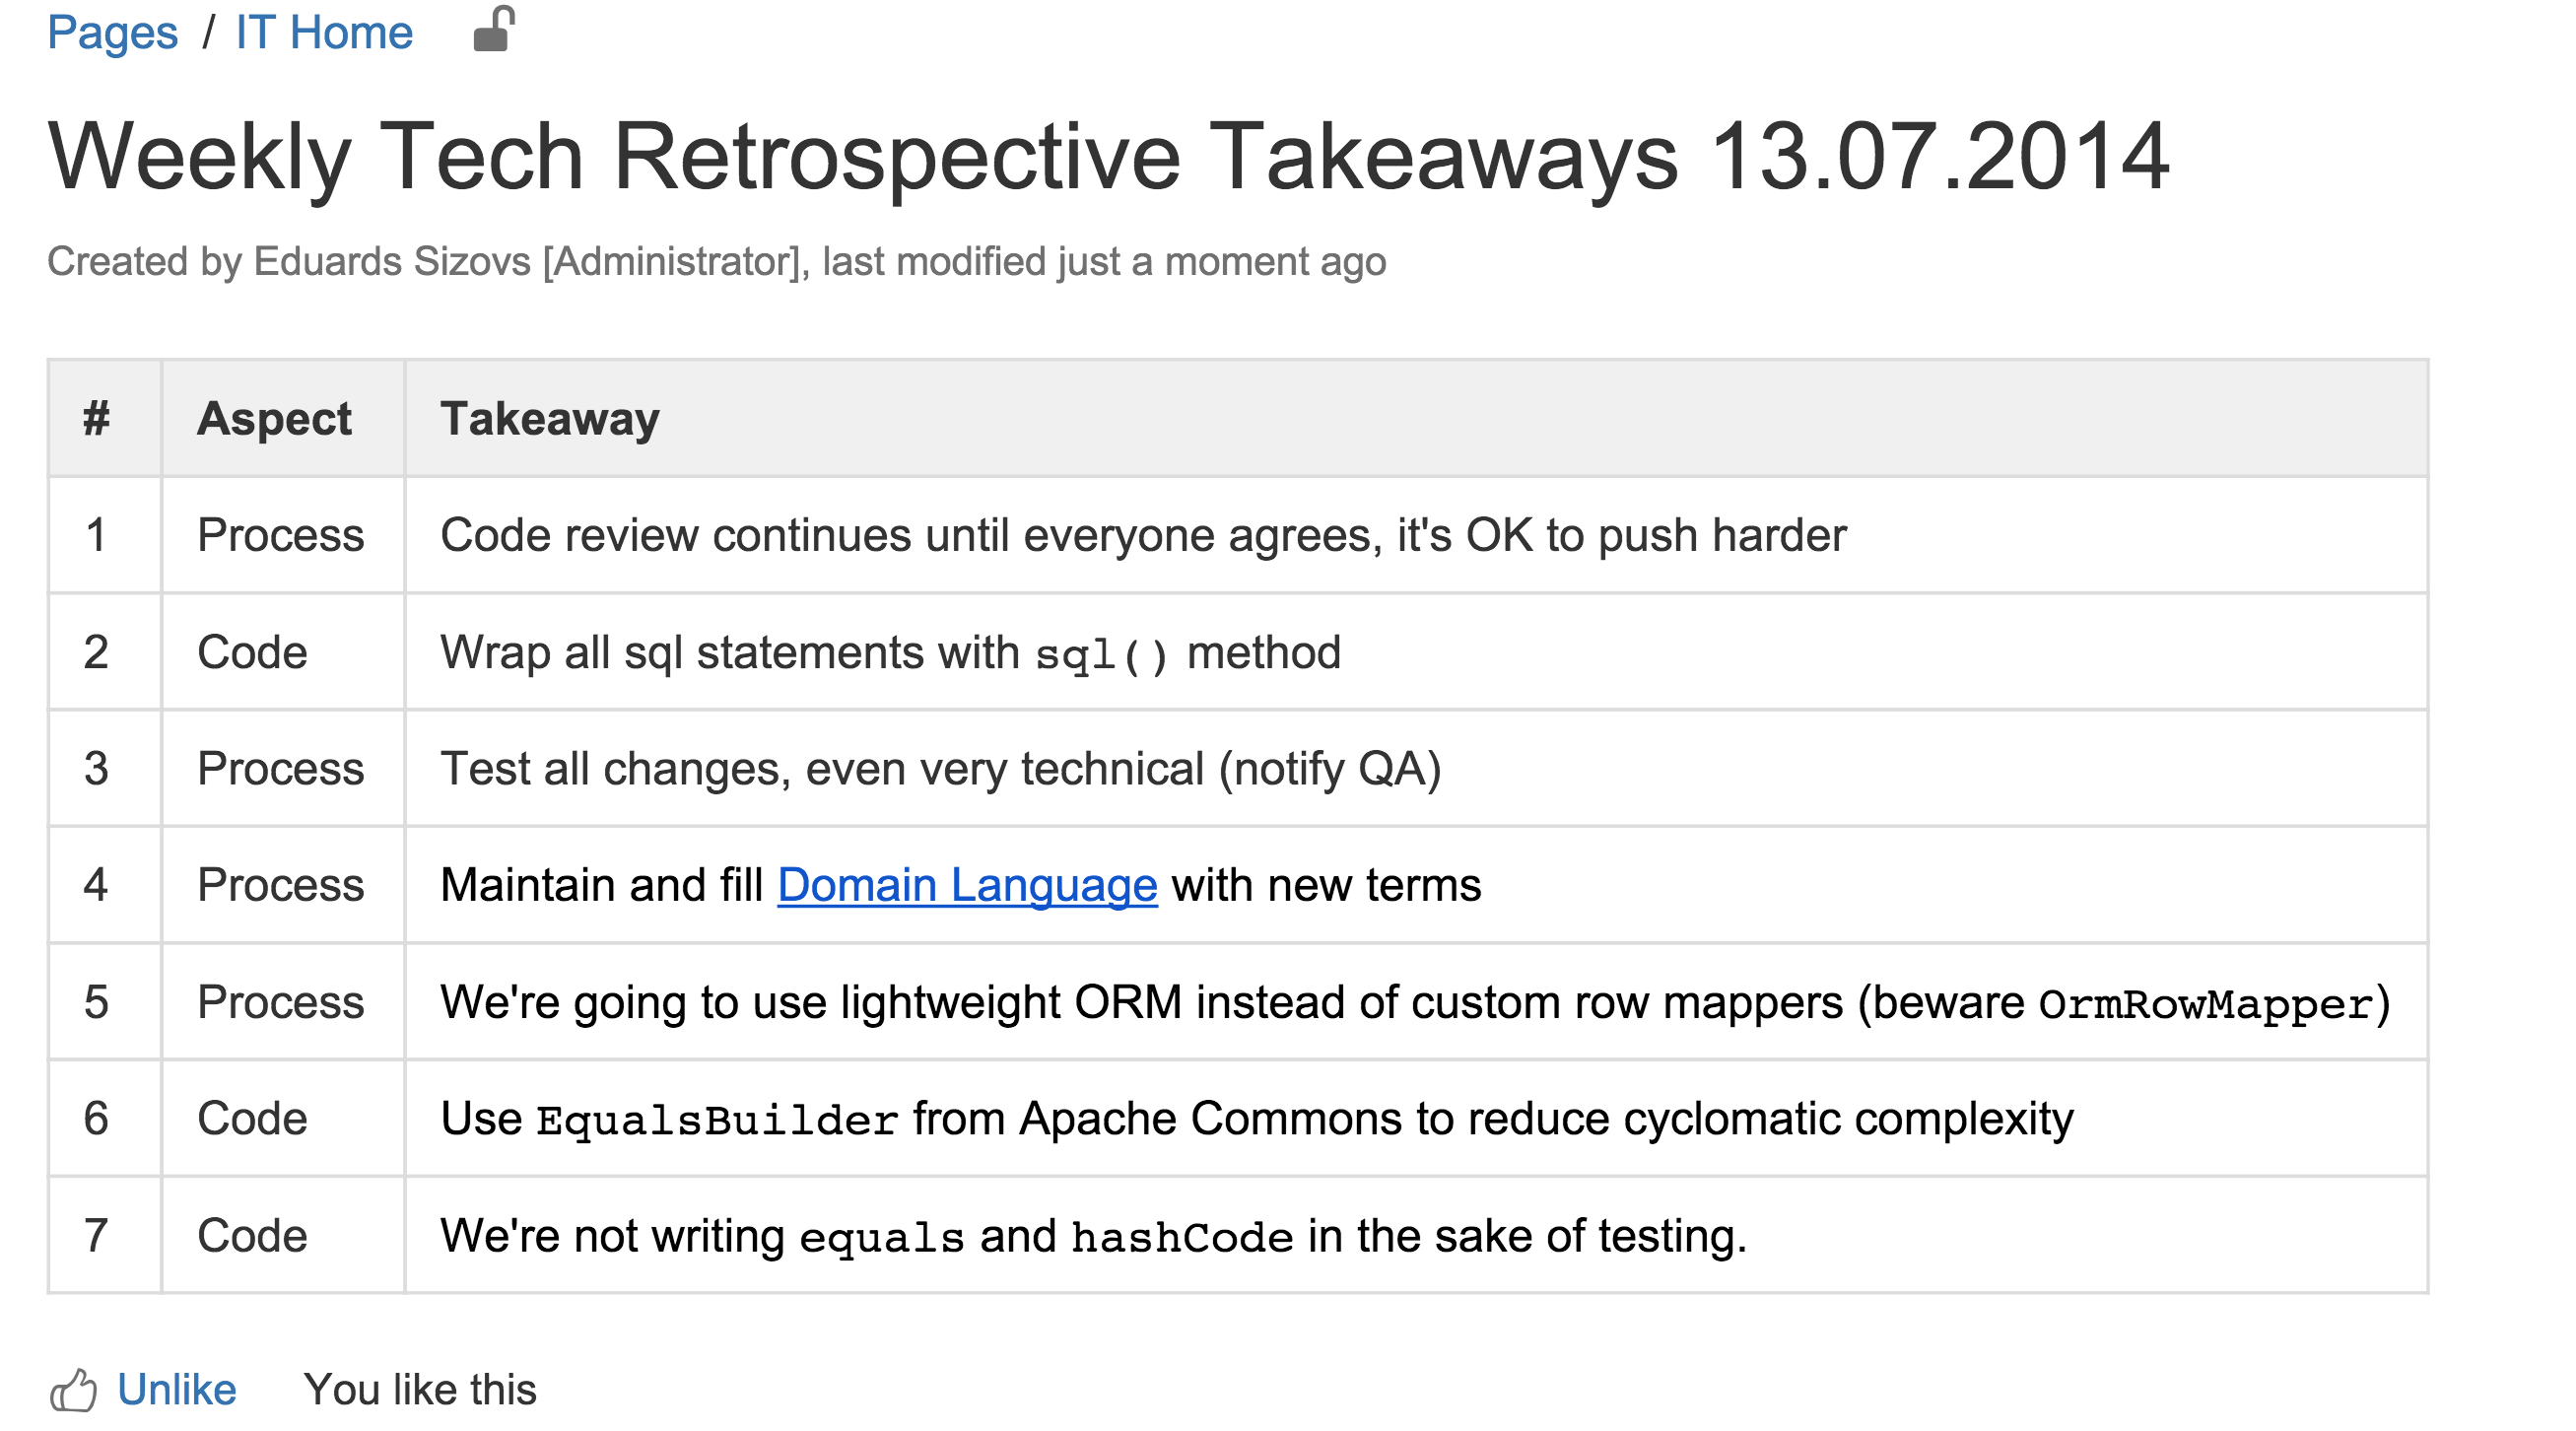 Pages / IT Home
Weekly Tech Retrospective Takeaways 13.07.2014
Created by Eduards Sizovs [Administrator], last modified just a moment ago
# Aspect Takeaway
1 Process Code review continues until everyone agrees, it's OK to push harder
2 Code Wrap all sql statements with sql() method
3 Process Test all changes, even very technical (notify QA)
4 Process Maintain and fill Domain Language with new terms
5 Process We're going to use lightweight ORM instead of custom row mappers (beware OrmRowMapper)
6 Code Use EqualsBuilder from Apache Commons to reduce cyclomatic complexity
7 Code We're not writing equals and hashCode in the sake of testing.
Unlike You like this